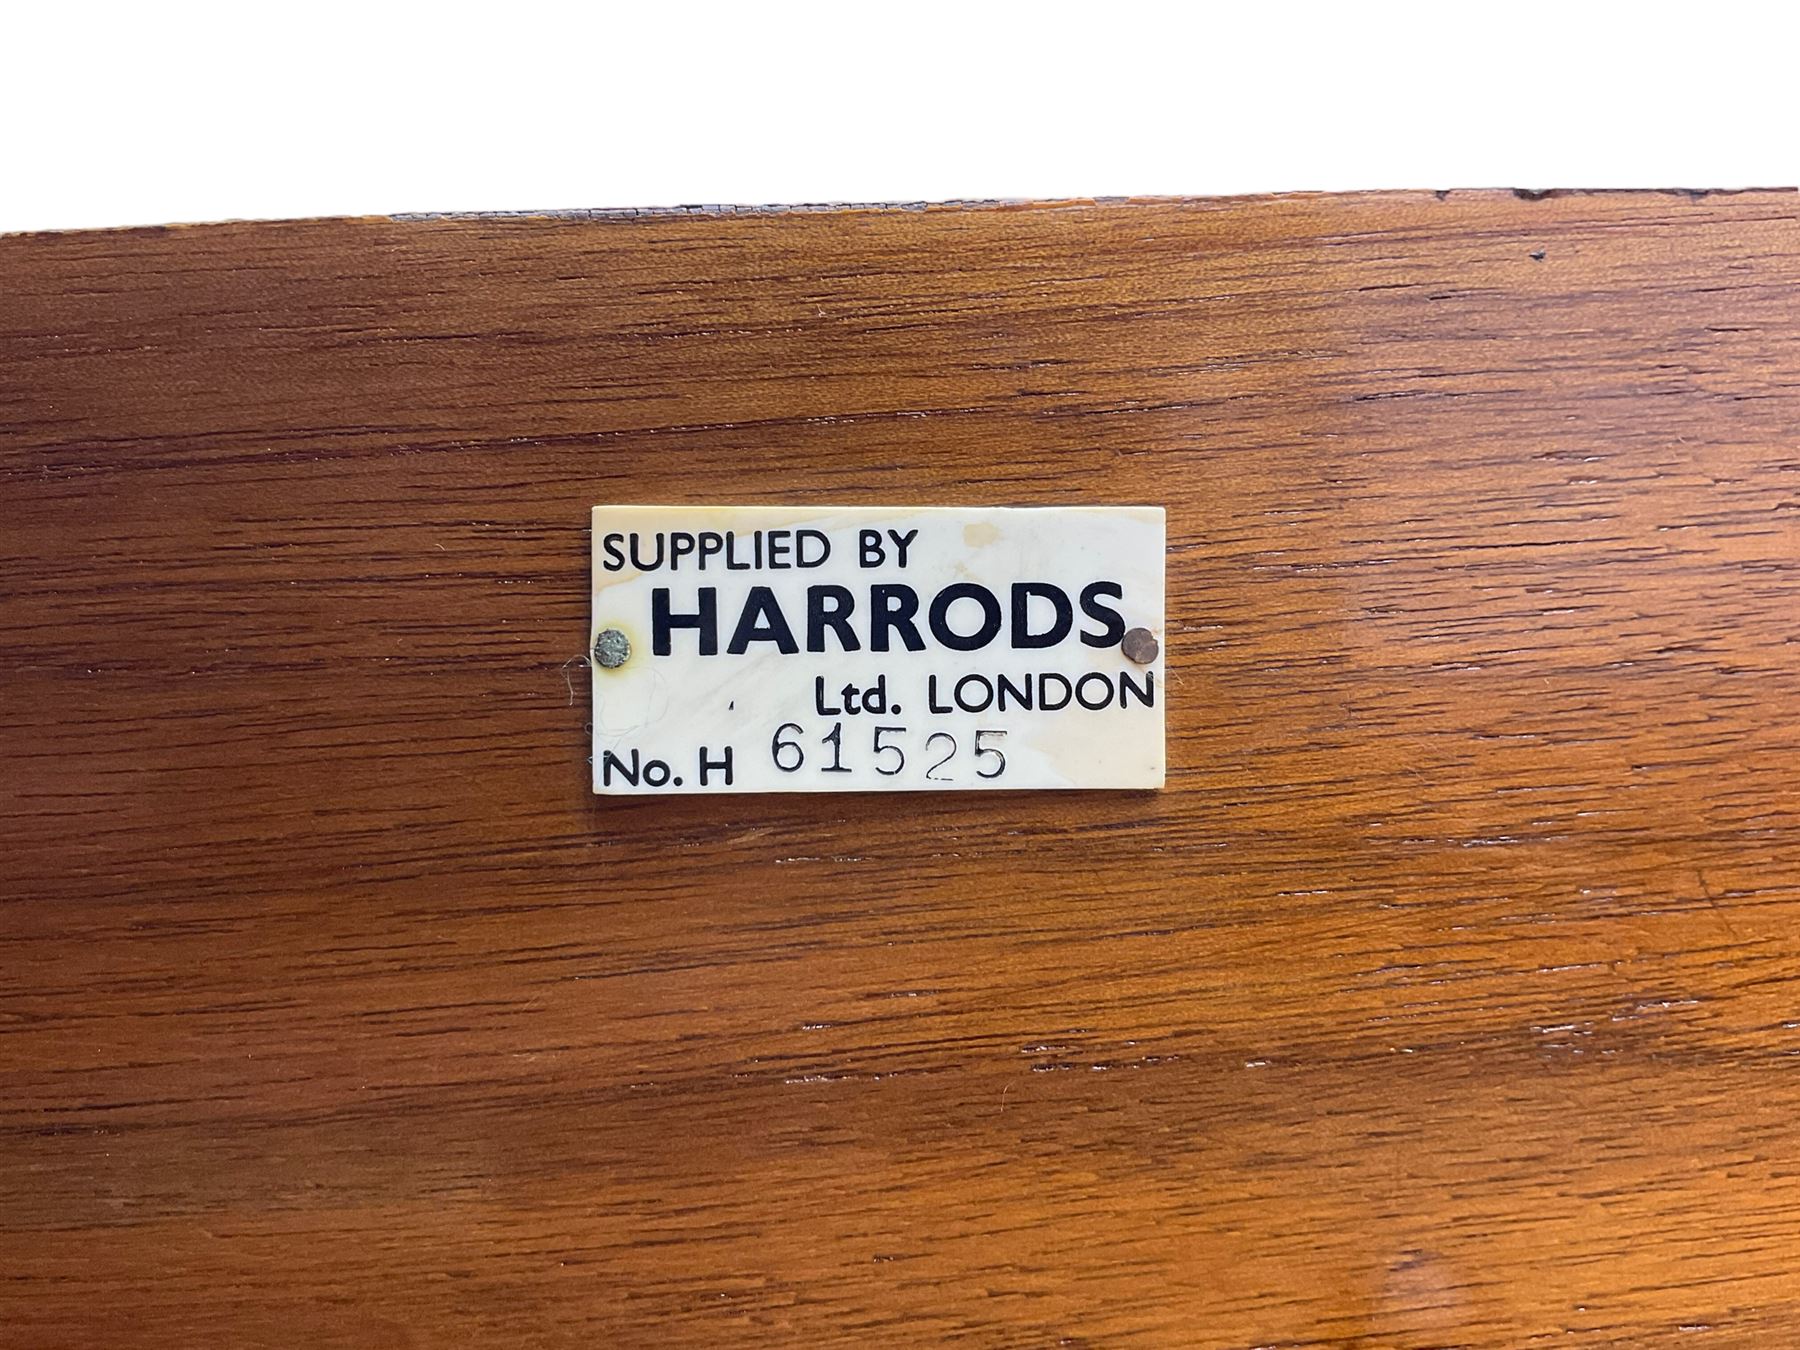 SUPPLIED BY
HARRODS
Ltd. LONDON
No. H 61525